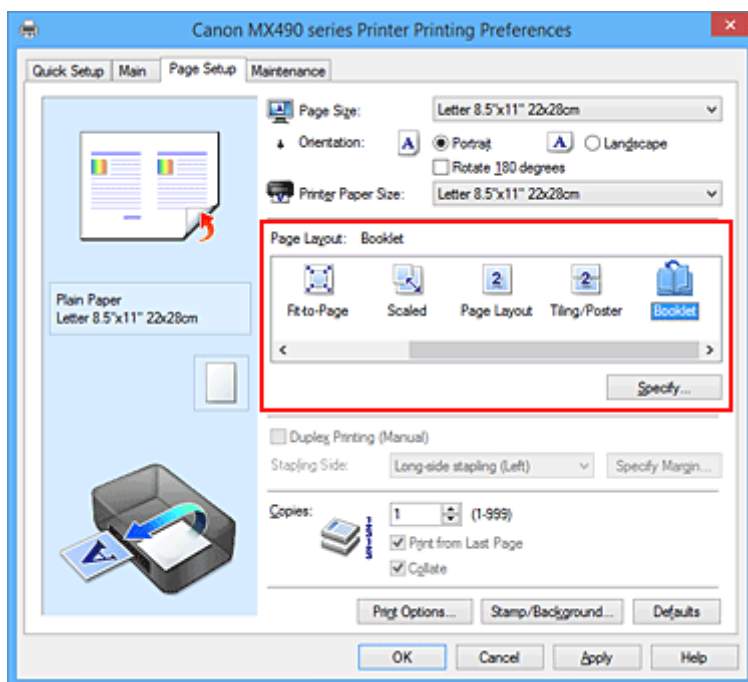 Canon MX490 series Printer Printing Preferences
Quick Setup Main Page Setup Maintenance
Page Size: Letter 8.5"x11" 22x28cm
Orientation: A Portrait A Landscape
Rotate 180 degrees
Printer Paper Size: Letter 8.5"x11" 22x28cm
Page Layout: Booklet
Fit-to-Page Scaled Page Layout Tiling/Poster Booklet
Specify...
Plain Paper
Letter 8.5"x11" 22x28cm
Duplex Printing (Manual)
Stapling Side: Long-side stapling (Left) Specify Margin...
Copies: 1 (1-999)
Print from Last Page
Collate
Print Options... Stamp/Background... Defaults
OK Cancel Apply Help